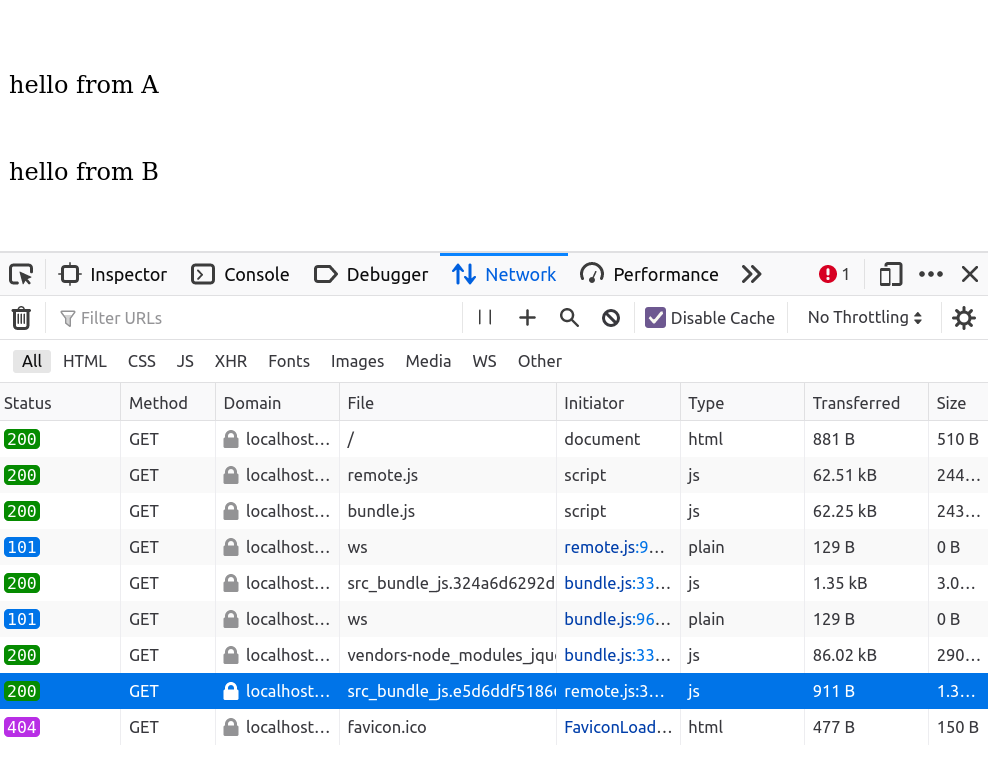 hello from A
hello from B
Inspector Console Debugger Network Performance 1
Filter URLs Disable Cache No Throttling
All HTML CSS JS XHR Fonts Images Media WS Other
Status Method Domain File Initiator Type Transferred Size
200 GET localhost… / document html 881 B 510 B
200 GET localhost… remote.js script js 62.51 kB 244…
200 GET localhost… bundle.js script js 62.25 kB 243…
101 GET localhost… ws remote.js:9… plain 129 B 0 B
200 GET localhost… src_bundle_js.324a6d6292d bundle.js:33… js 1.35 kB 3.0…
101 GET localhost… ws bundle.js:96… plain 129 B 0 B
200 GET localhost… vendors-node_modules_jque bundle.js:33… js 86.02 kB 290…
200 GET localhost… src_bundle_js.e5d6ddf5186 remote.js:3… js 911 B 1.3…
404 GET localhost… favicon.ico FaviconLoad… html 477 B 150 B